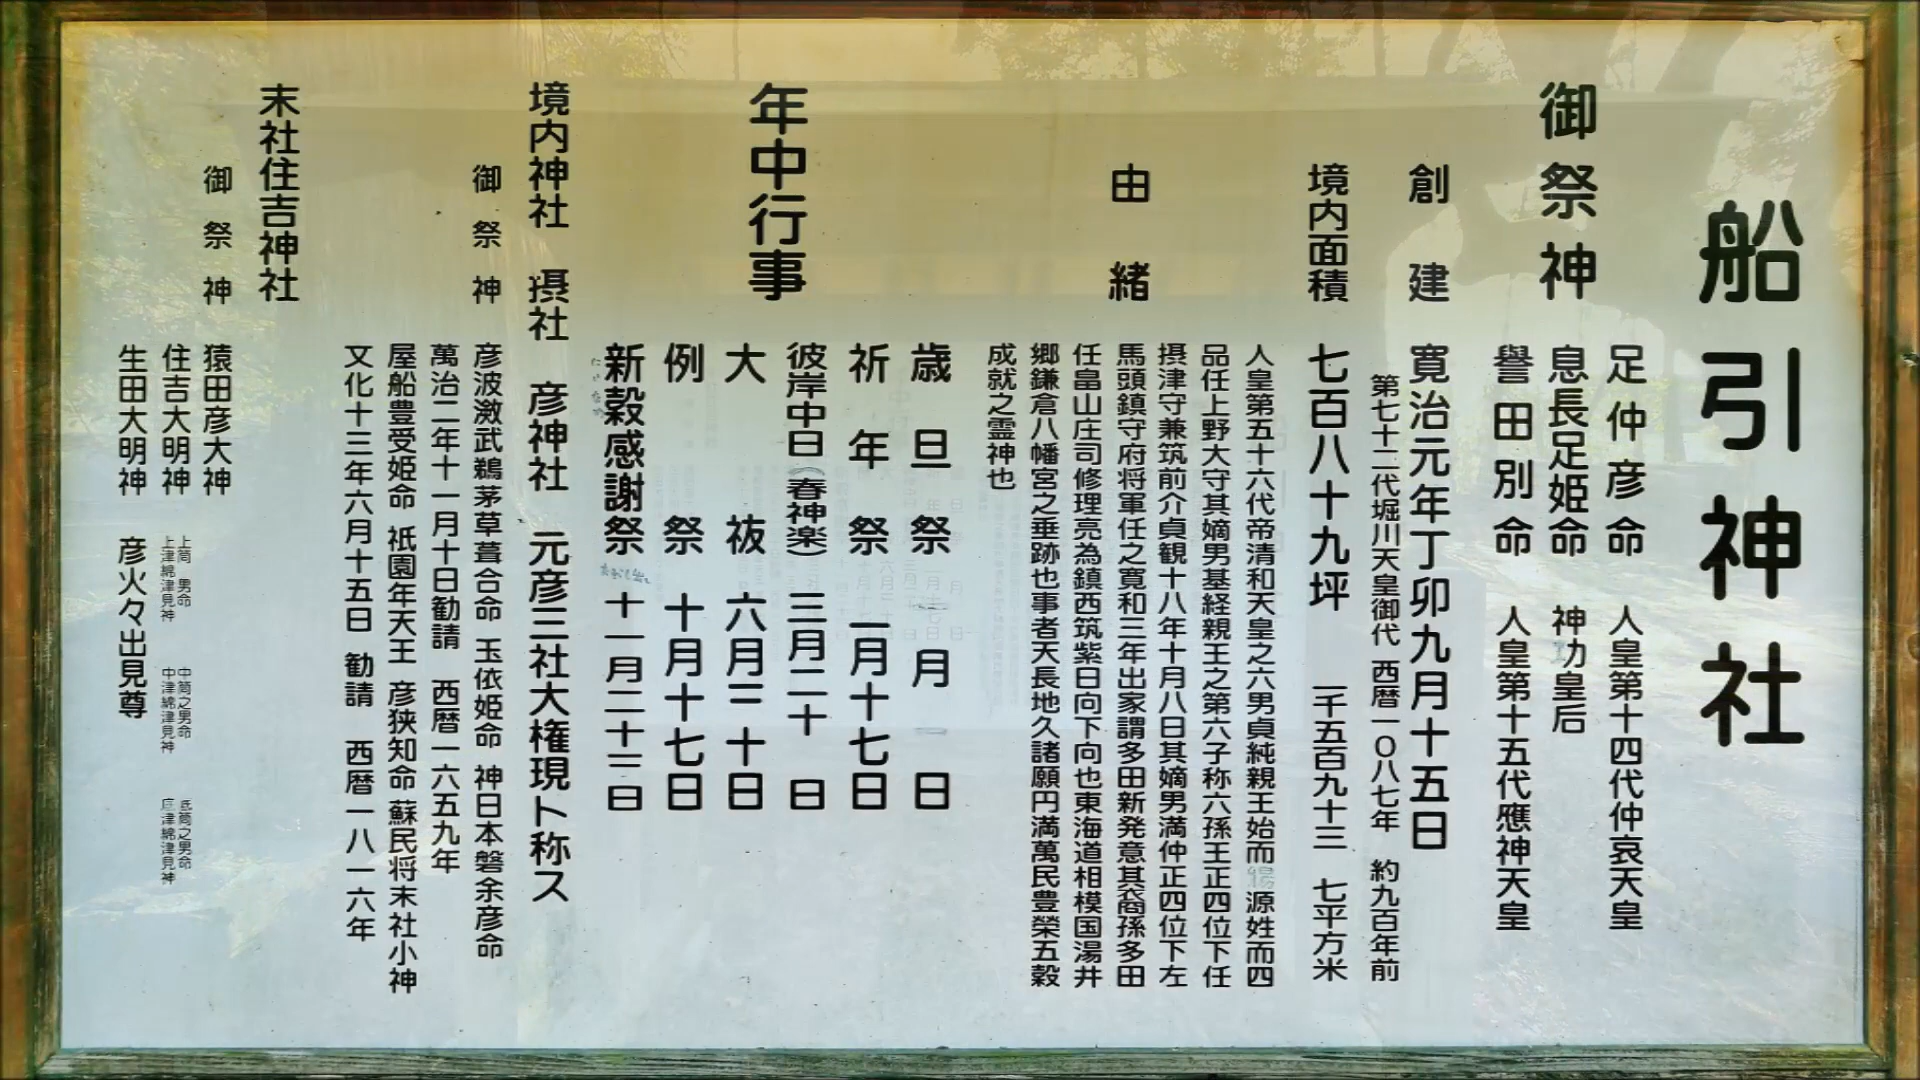 船引神社
御祭神
足仲彦命 人皇第十四代仲哀天皇
息長足姫命 神功皇后
譽田別命 人皇第十五代應神天皇
創建 寛治元年丁卯九月十五日
第七十二代堀川天皇御代 西暦一〇八七年 約九百年前
境内面積 七百八十九坪 二千五百九十三 七平方米
由緒
人皇第五十六代帝清和天皇之六男貞純親王始而 源姓而四
品任上野大守其嫡男基経親王之第六子称六孫王正四位下任
摂津守兼筑前介貞観十八年十月八日其嫡男満仲正四位下左
馬頭鎮守府将軍任之寛和三年出家謂多田新発意其裔孫多田
任畠山庄司修理亮為鎮西筑紫日向下向也東海道相模国湯井
郷鎌倉八幡宮之垂跡也事者天長地久諸願円満萬民豊榮五穀
成就之霊神也
年中行事
歳旦祭 一月一日
祈年祭 二月十七日
彼岸中日(春神楽) 三月二十 日
大祓 六月三十日
例祭 十月十七日
新穀感謝祭 十一月二十三日
境内神社 摂社 彦神社 元彦三社大権現ト称ス
御祭神 彦波瀲武鵜茅草葺合命 玉依姫命 神日本磐余彦命
萬治二年十一月十日勧請 西暦一六五九年
屋船豊受姫命 祇園年天王 彦狭知命 蘇民将末社小神
文化十三年六月十五日 勧請 西暦一八一六年
末社住吉神社
御祭神 猿田彦大神
住吉大明神 上筒男命 中筒之男命 底筒之男命
上津綿津見神 中津綿津見神 底津綿津見神
生田大明神 彦火々出見尊